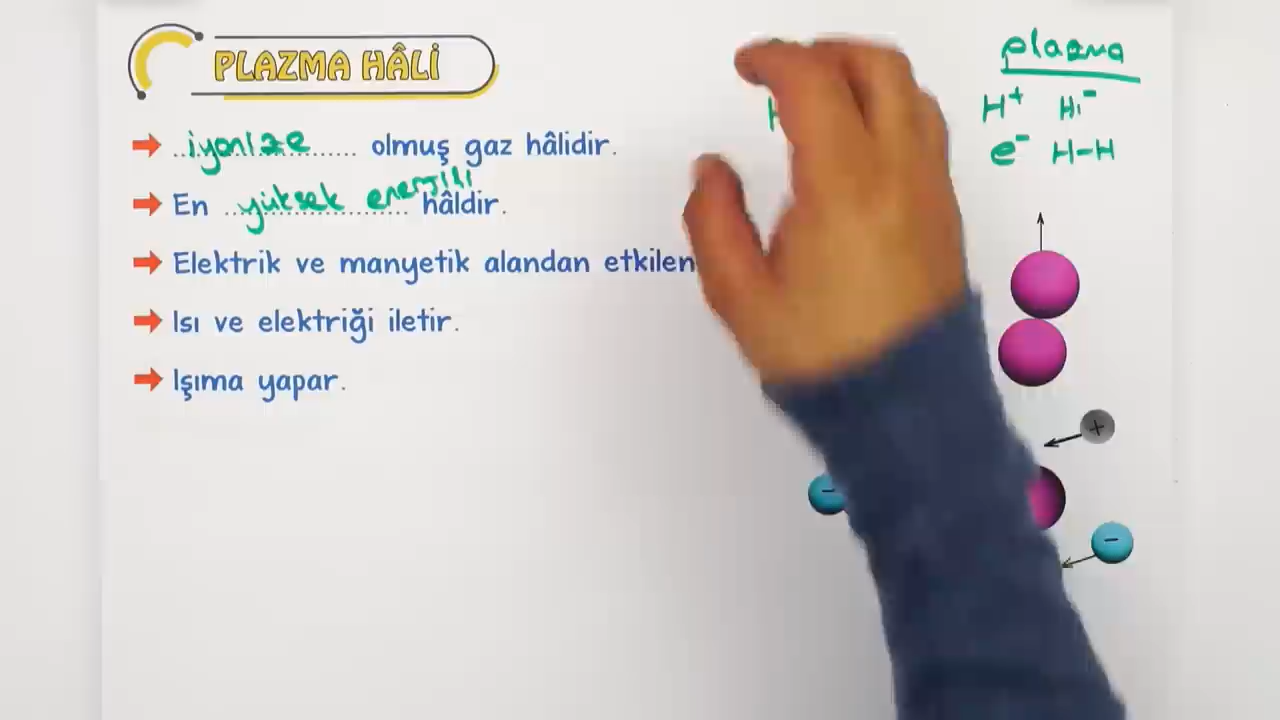 PLAZMA HÂLİ
iyonize olmuş gaz hâlidir.
En yüksek enerjili hâldir.
Elektrik ve manyetik alandan etkilen
Isı ve elektriği iletir.
Işıma yapar.
plazma
H+
e- H-H
+
-
-